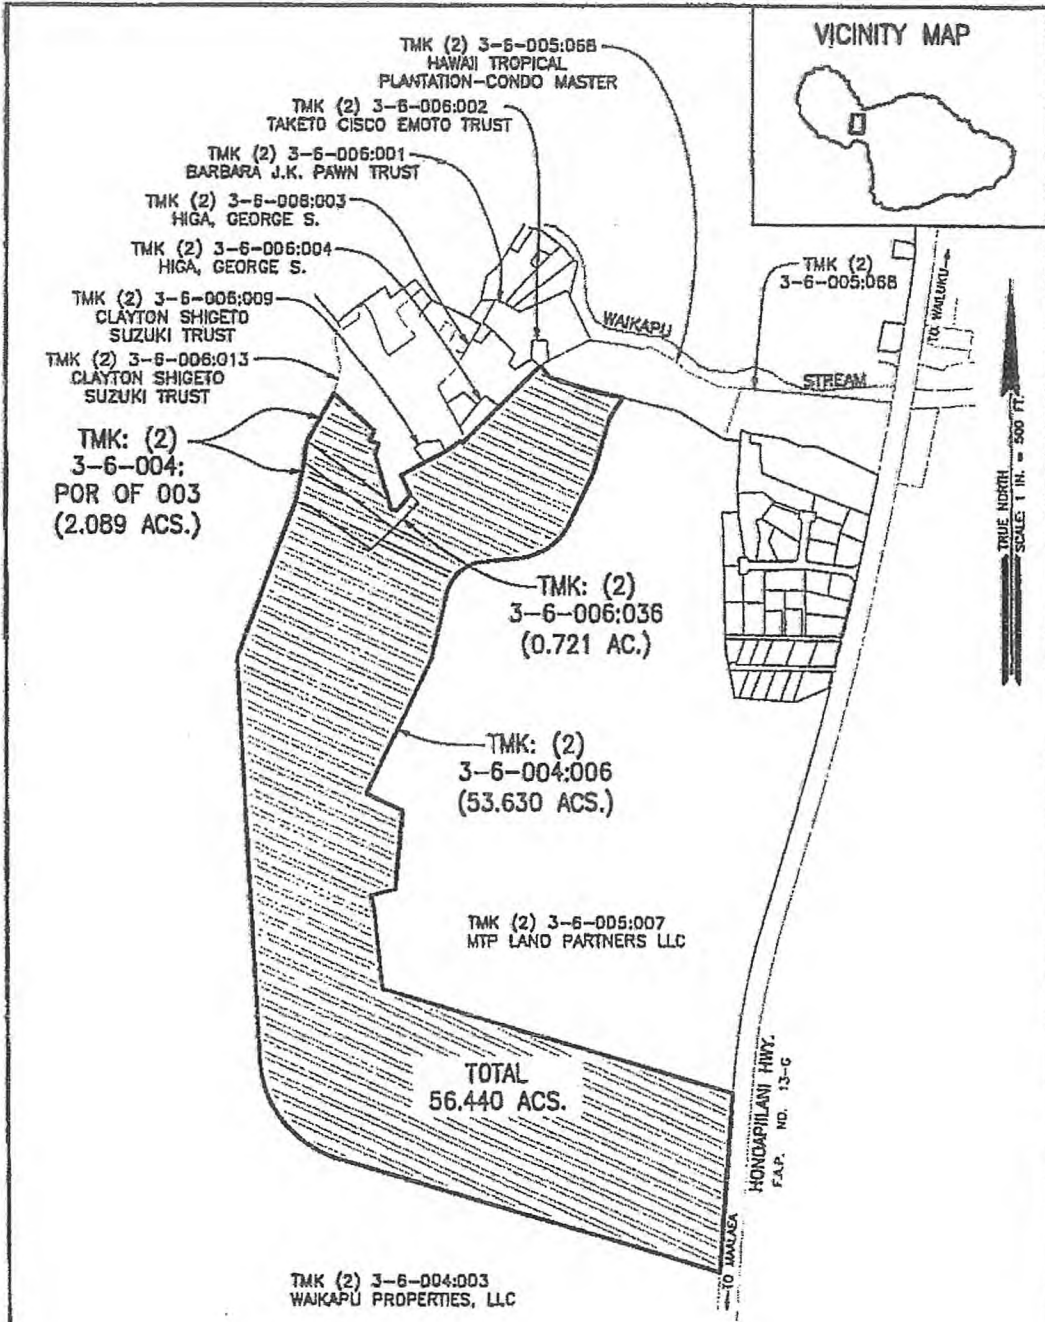 VICINITY MAP
TMK (2) 3-6-005:068
HAWAII TROPICAL
PLANTATION-CONDO MASTER
TMK (2) 3-6-006:002
TAKETO CISCO EMOTO TRUST
TMK (2) 3-6-006:001
BARBARA J.K. PAWN TRUST
TMK (2) 3-6-006:003
HIGA, GEORGE S.
TMK (2) 3-6-006:004
HIGA, GEORGE S.
TMK (2) 3-6-006:009
CLAYTON SHIGETO
SUZUKI TRUST
TMK (2) 3-6-006:013
CLAYTON SHIGETO
SUZUKI TRUST
TMK: (2)
3-6-004:
POR OF 003
(2.089 ACS.)
TMK (2)
3-6-005:068
TO WAILUKU
WAIKAPU
STREAM
TRUE NORTH
SCALE: 1 IN. = 500 FT.
TMK: (2)
3-6-006:036
(0.721 AC.)
TMK: (2)
3-6-004:006
(53.630 ACS.)
TMK (2) 3-6-005:007
MTP LAND PARTNERS LLC
TOTAL
56.440 ACS.
HONOAPIILANI HWY.
F.A.P. NO. 13-G
TO MAALAEA
TMK (2) 3-6-004:003
WAIKAPU PROPERTIES, LLC